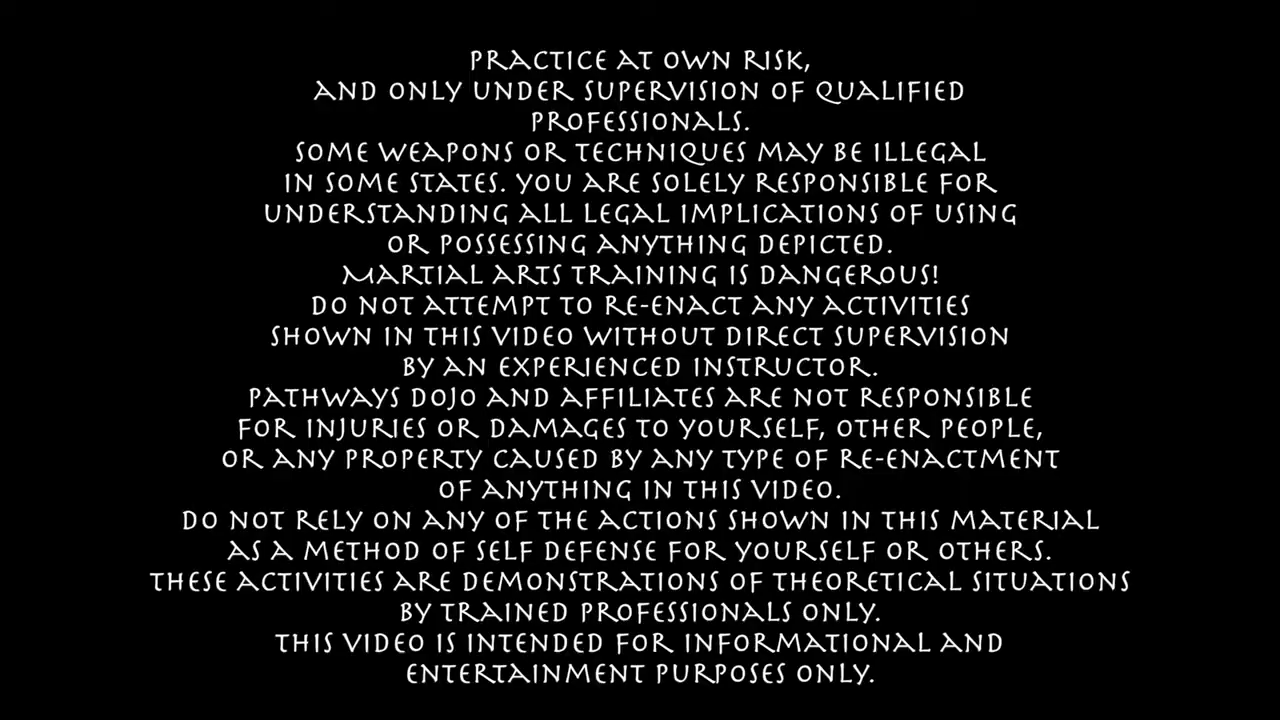 PRACTICE AT OWN RISK,
AND ONLY UNDER SUPERVISION OF QUALIFIED
PROFESSIONALS.
SOME WEAPONS OR TECHNIQUES MAY BE ILLEGAL
IN SOME STATES. YOU ARE SOLELY RESPONSIBLE FOR
UNDERSTANDING ALL LEGAL IMPLICATIONS OF USING
OR POSSESSING ANYTHING DEPICTED.
MARTIAL ARTS TRAINING IS DANGEROUS!
DO NOT ATTEMPT TO RE-ENACT ANY ACTIVITIES
SHOWN IN THIS VIDEO WITHOUT DIRECT SUPERVISION
BY AN EXPERIENCED INSTRUCTOR.
PATHWAYS DOJO AND AFFILIATES ARE NOT RESPONSIBLE
FOR INJURIES OR DAMAGES TO YOURSELF, OTHER PEOPLE,
OR ANY PROPERTY CAUSED BY ANY TYPE OF RE-ENACTMENT
OF ANYTHING IN THIS VIDEO.
DO NOT RELY ON ANY OF THE ACTIONS SHOWN IN THIS MATERIAL
AS A METHOD OF SELF DEFENSE FOR YOURSELF OR OTHERS.
THESE ACTIVITIES ARE DEMONSTRATIONS OF THEORETICAL SITUATIONS
BY TRAINED PROFESSIONALS ONLY.
THIS VIDEO IS INTENDED FOR INFORMATIONAL AND
ENTERTAINMENT PURPOSES ONLY.